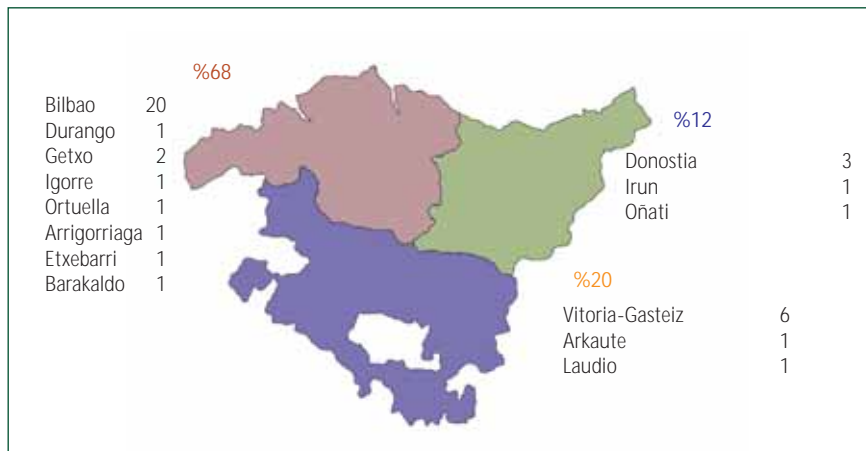 %68
Bilbao 20
Durango 1
Getxo 2
Igorre 1
Ortuella 1
Arrigorriaga 1
Etxebarri 1
Barakaldo 1
%12
Donostia 3
Irun 1
Oñati 1
%20
Vitoria-Gasteiz 6
Arkaute 1
Laudio 1